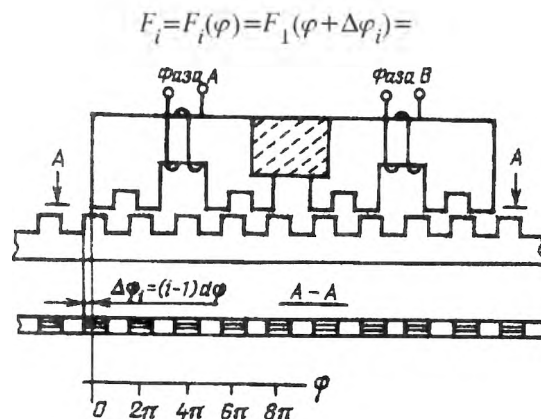 F_i=F_i(φ)=F_1(φ+Δφ_i)=
Фаза A Фаза B
A A
Δφ_i=(i-1)dφ A-A
φ
0 2π 4π 6π 8π